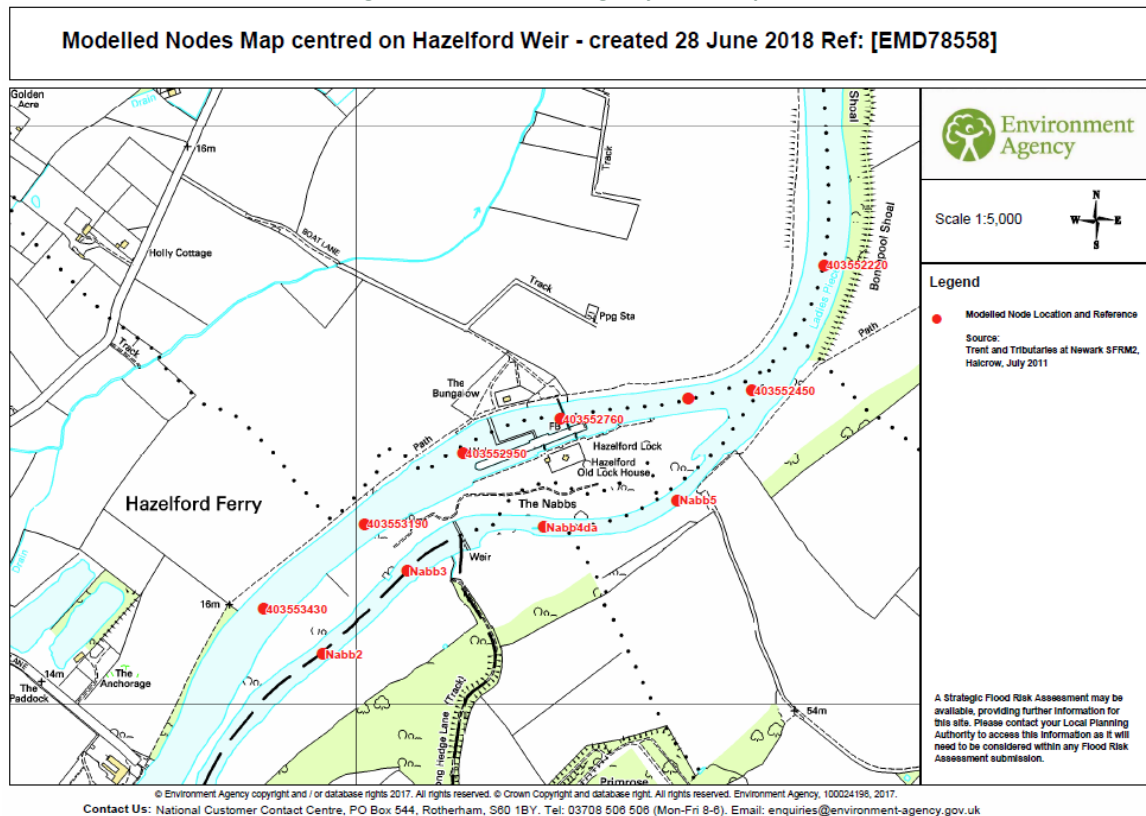 Modelled Nodes Map centred on Hazelford Weir - created 28 June 2018 Ref: [EMD78558]
Golden
Acre
Drain
16m
Track
Shoal
Holly Cottage
BOAT LANE
Track
Bondspool Shoal
403552220
Ppg Sta
Path
Track
The
Bungalow
403552450
403552760
FB
Path
403552950
Hazelford Lock
Hazelford
Old Lock House
Hazelford Ferry
The Nabbs
Nabb5
403553190
Nabb4da
Drain
Weir
Nabb3
16m
403553430
Nabb2
LANE
14m
The
Paddock
The
Anchorage
(Track)
Hedge Lane
54m
Primrose
Environment
Agency
Scale 1:5,000
N
W
E
S
Legend
Modelled Node Location and Reference
Source:
Trent and Tributaries at Newark SFRM2,
Halcrow, July 2011
A Strategic Flood Risk Assessment may be
available, providing further information for
this site. Please contact your Local Planning
Authority to access this information as it will
need to be considered within any Flood Risk
Assessment submission.
© Environment Agency copyright and / or database rights 2017. All rights reserved. © Crown Copyright and database right. All rights reserved. Environment Agency, 100024198, 2017.
Contact Us: National Customer Contact Centre, PO Box 544, Rotherham, S60 1BY. Tel: 03708 506 506 (Mon-Fri 8-6). Email: enquiries@environment-agency.gov.uk